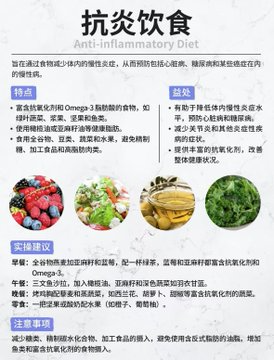 抗炎饮食
Anti-inflammatory Diet
旨在通过食物减少体内的慢性炎症，从而预防包括心脏病、糖尿病和某些癌症在内
的慢性病。
特点
• 富含抗氧化剂和 Omega-3 脂肪酸的食物，如
绿叶蔬菜、浆果、坚果和鱼类。
• 使用橄榄油或亚麻籽油等健康脂肪。
• 食用全谷物、豆类、蔬菜和水果，避免精制
糖、加工食品和高脂肪肉类。
益处
• 有助于降低体内慢性炎症水
平，预防心脏病和糖尿病。
• 减少关节炎和其他炎症性疾
病的症状。
• 提供丰富的抗氧化剂，改善
整体健康状况。
实操建议
早餐：全谷物燕麦加亚麻籽和蓝莓，配一杯绿茶，蓝莓和亚麻籽都富含抗氧化剂和
Omega-3。
午餐：三文鱼沙拉，加入橄榄油、亚麻籽和深色蔬菜如羽衣甘蓝。
晚餐：烤鸡胸配藜麦和蒸蔬菜，如西兰花、胡萝卜、甜椒等富含抗氧化剂的蔬菜。
零食：一把坚果或酸奶配水果（如橙子、葡萄柚）。
注意事项
减少糖类、精制碳水化合物、加工食品的摄入，避免使用含反式脂肪的油脂，增加
鱼类和富含抗氧化剂的食物摄入。